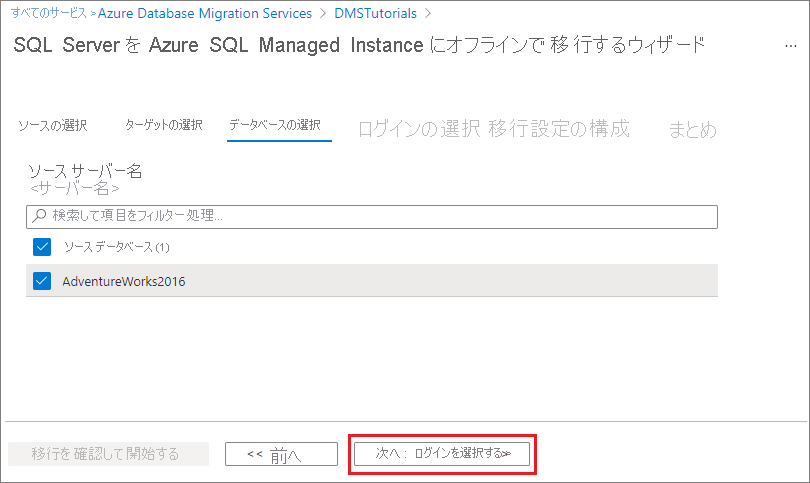 すべてのサービス > Azure Database Migration Services > DMSTutorials >
SQL Server を Azure SQL Managed Instance にオフラインで移行するウィザード ...
ソースの選択 ターゲットの選択 データベースの選択 ログインの選択 移行設定の構成 まとめ
ソース サーバー名
<サーバー名>
検索して項目をフィルター処理...
ソース データベース (1)
AdventureWorks2016
移行を確認して開始する << 前へ 次へ: ログインを選択する>>